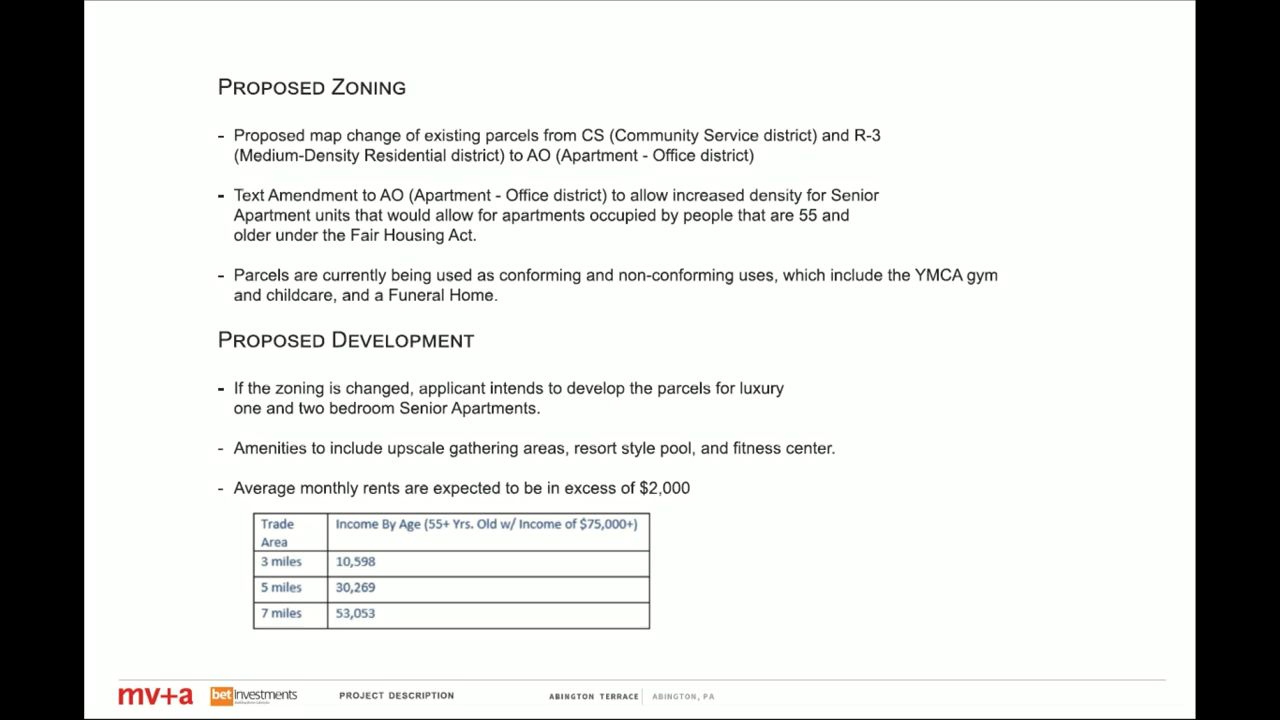 PROPOSED ZONING
- Proposed map change of existing parcels from CS (Community Service district) and R-3
(Medium-Density Residential district) to AO (Apartment - Office district)
- Text Amendment to AO (Apartment - Office district) to allow increased density for Senior
Apartment units that would allow for apartments occupied by people that are 55 and
older under the Fair Housing Act.
- Parcels are currently being used as conforming and non-conforming uses, which include the YMCA gym
and childcare, and a Funeral Home.
PROPOSED DEVELOPMENT
- If the zoning is changed, applicant intends to develop the parcels for luxury
one and two bedroom Senior Apartments.
- Amenities to include upscale gathering areas, resort style pool, and fitness center.
- Average monthly rents are expected to be in excess of $2,000
Trade Area Income By Age (55+ Yrs. Old w/ Income of $75,000+)
3 miles 10,598
5 miles 30,269
7 miles 53,053
mv+a bet investments PROJECT DESCRIPTION ABINGTON TERRACE ABINGTON, PA